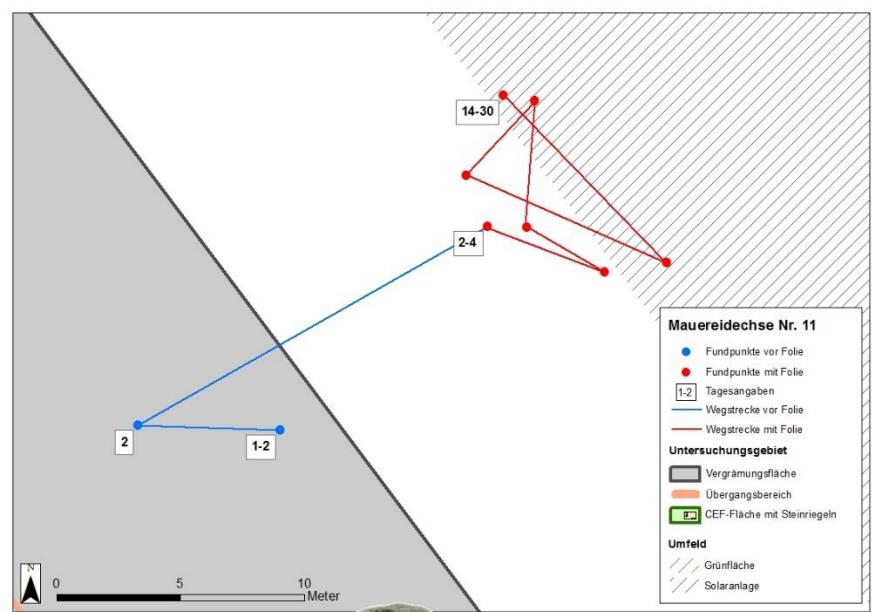 14-30
2-4
2
1-2
Mauereidechse Nr. 11
Fundpunkte vor Folie
Fundpunkte mit Folie
1-2 Tagesangaben
Wegstrecke vor Folie
Wegstrecke mit Folie
Untersuchungsgebiet
Vergrämungsfläche
Übergangsbereich
CEF-Fläche mit Steinriegeln
Umfeld
Grünfläche
Solaranlage
N
0 5 10
Meter